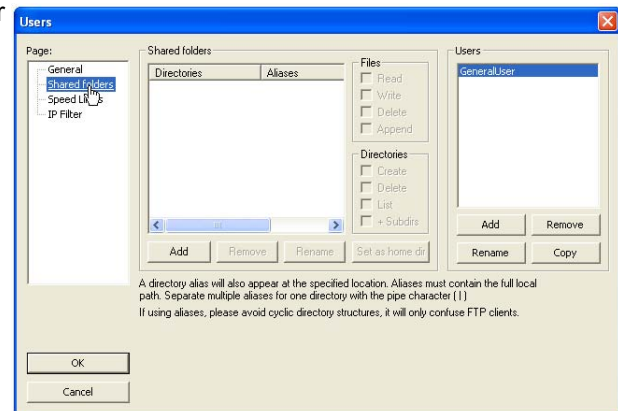 r
Users
Page:
General
Shared folders
Speed Li s
IP Filter
Shared folders
Directories Aliases
Files
Read
Write
Delete
Append
Directories
Create
Delete
List
+ Subdirs
Add Remove Rename Set as home dir
Users
GeneralUser
Add Remove
Rename Copy
A directory alias will also appear at the specified location. Aliases must contain the full local
path. Separate multiple aliases for one directory with the pipe character ( | )
If using aliases, please avoid cyclic directory structures, it will only confuse FTP clients.
OK
Cancel